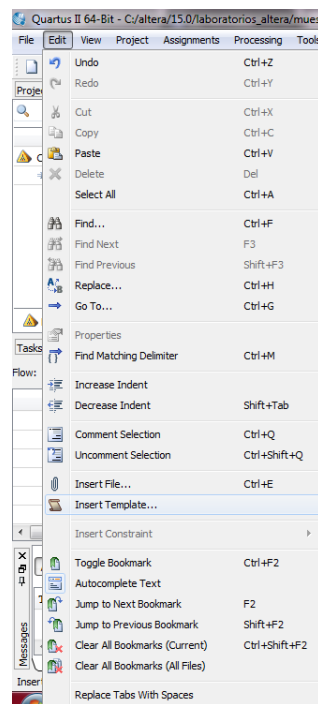 Quartus II 64-Bit - C:/altera/15.0/laboratorios_altera/mues
File Edit View Project Assignments Processing Tools
Proje
Undo Ctrl+Z
Redo Ctrl+Y
Cut Ctrl+X
Copy Ctrl+C
Paste Ctrl+V
Delete Del
Select All Ctrl+A
Find... Ctrl+F
Find Next F3
Find Previous Shift+F3
Replace... Ctrl+H
Go To... Ctrl+G
Properties
Tasks
Find Matching Delimiter Ctrl+M
Flow:
Increase Indent
Decrease Indent Shift+Tab
Comment Selection Ctrl+Q
Uncomment Selection Ctrl+Shift+Q
Insert File... Ctrl+E
Insert Template...
Insert Constraint
Toggle Bookmark Ctrl+F2
Autocomplete Text
Jump to Next Bookmark F2
Jump to Previous Bookmark Shift+F2
Clear All Bookmarks (Current) Ctrl+Shift+F2
Clear All Bookmarks (All Files)
Messages
Inser
Replace Tabs With Spaces